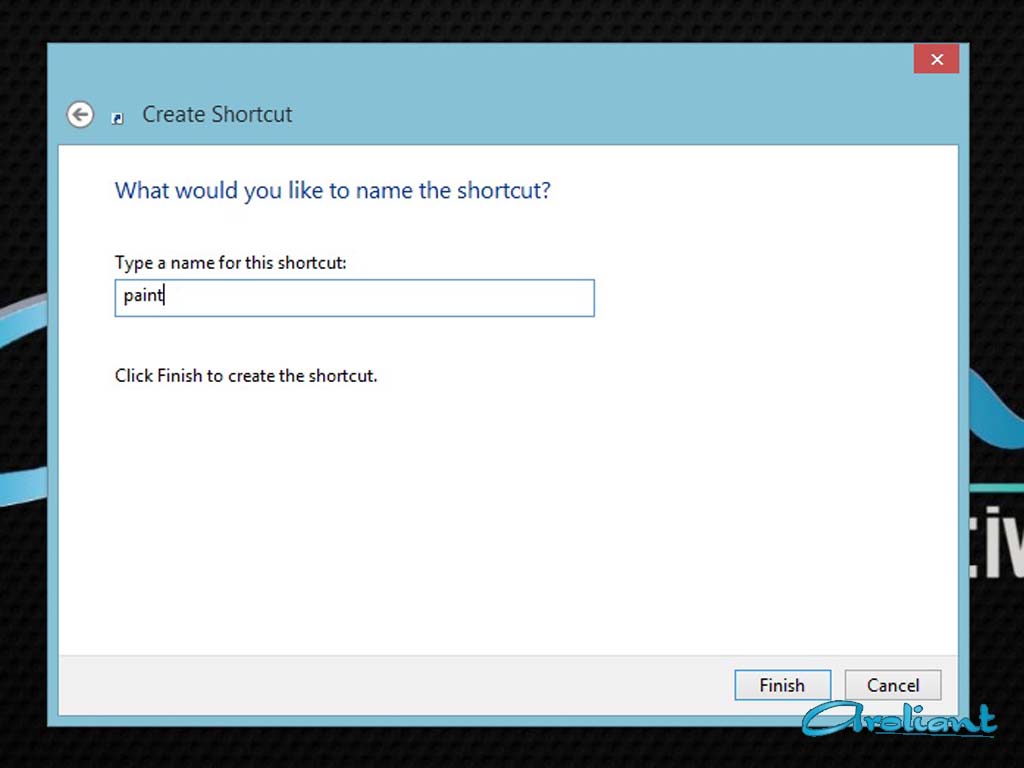 Create Shortcut
What would you like to name the shortcut?
Type a name for this shortcut:
paint
Click Finish to create the shortcut.
Finish
Cancel
Aroliant